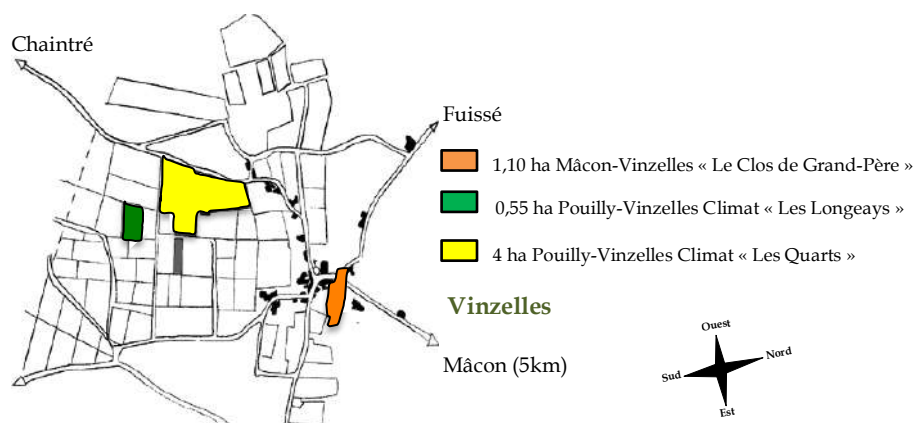 Chaintré
Fuissé
1,10 ha Mâcon-Vinzelles « Le Clos de Grand-Père »
0,55 ha Pouilly-Vinzelles Climat « Les Longeays »
4 ha Pouilly-Vinzelles Climat « Les Quarts »
Vinzelles
Mâcon (5km)
Ouest
Nord
Sud
Est